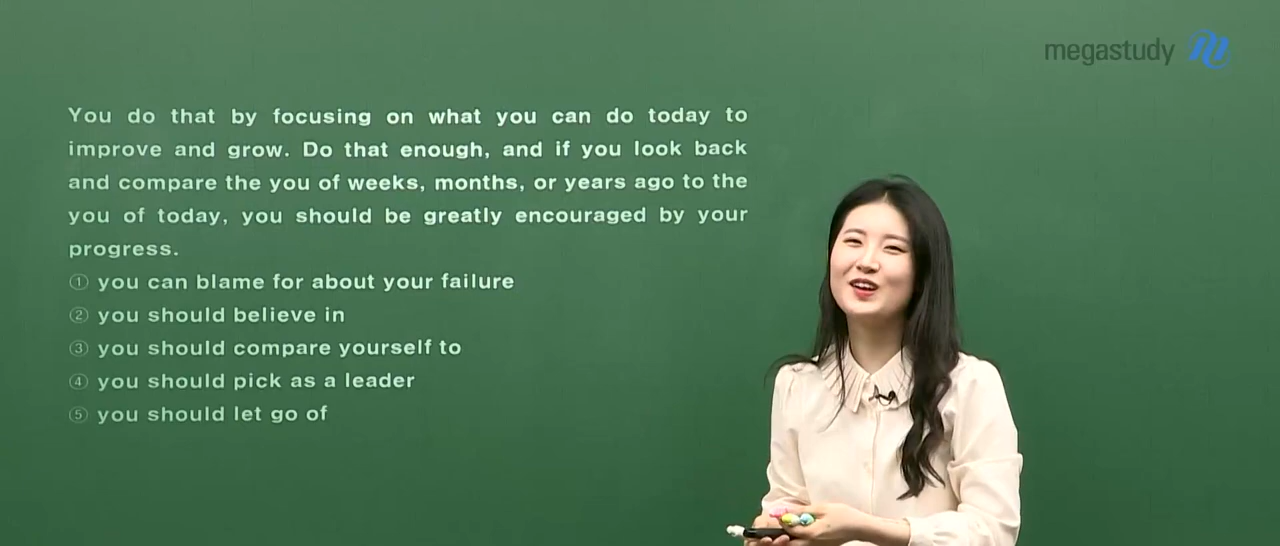 megastudy
You do that by focusing on what you can do today to
improve and grow. Do that enough, and if you look back
and compare the you of weeks, months, or years ago to the
you of today, you should be greatly encouraged by your
progress.
① you can blame for about your failure
② you should believe in
③ you should compare yourself to
④ you should pick as a leader
⑤ you should let go of